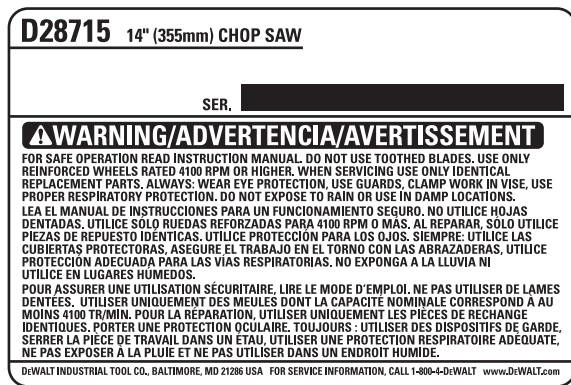 D28715 14" (355mm) CHOP SAW
SER.
WARNING/ADVERTENCIA/AVERTISSEMENT
FOR SAFE OPERATION READ INSTRUCTION MANUAL. DO NOT USE TOOTHED BLADES. USE ONLY
REINFORCED WHEELS RATED 4100 RPM OR HIGHER. WHEN SERVICING USE ONLY IDENTICAL
REPLACEMENT PARTS. ALWAYS: WEAR EYE PROTECTION, USE GUARDS, CLAMP WORK IN VISE, USE
PROPER RESPIRATORY PROTECTION. DO NOT EXPOSE TO RAIN OR USE IN DAMP LOCATIONS.
LEA EL MANUAL DE INSTRUCCIONES PARA UN FUNCIONAMIENTO SEGURO. NO UTILICE HOJAS
DENTADAS. UTILICE SÓLO RUEDAS REFORZADAS PARA 4100 RPM O MÁS. AL REPARAR, SÓLO UTILICE
PIEZAS DE REPUESTO IDÉNTICAS. UTILICE PROTECCIÓN PARA LOS OJOS. SIEMPRE: UTILICE LAS
CUBIERTAS PROTECTORAS, ASEGURE EL TRABAJO EN EL TORNO CON LAS ABRAZADERAS, UTILICE
PROTECCIÓN ADECUADA PARA LAS VÍAS RESPIRATORIAS. NO EXPONGA A LA LLUVIA NI
UTILICE EN LUGARES HÚMEDOS.
POUR ASSURER UNE UTILISATION SÉCURITAIRE, LIRE LE MODE D'EMPLOI. NE PAS UTILISER DE LAMES
DENTÉES. UTILISER UNIQUEMENT DES MEULES DONT LA CAPACITÉ NOMINALE CORRESPOND À AU
MOINS 4100 TR/MIN. POUR LA RÉPARATION, UTILISER UNIQUEMENT LES PIÈCES DE RECHANGE
IDENTIQUES. PORTER UNE PROTECTION OCULAIRE. TOUJOURS : UTILISER DES DISPOSITIFS DE GARDE,
SERRER LA PIÈCE DE TRAVAIL DANS UN ÉTAU, UTILISER UNE PROTECTION RESPIRATOIRE ADÉQUATE,
NE PAS EXPOSER À LA PLUIE ET NE PAS UTILISER DANS UN ENDROIT HUMIDE.
DEWALT INDUSTRIAL TOOL CO., BALTIMORE, MD 21286 USA FOR SERVICE INFORMATION, CALL 1-800-4-DEWALT www.DEWALT.com